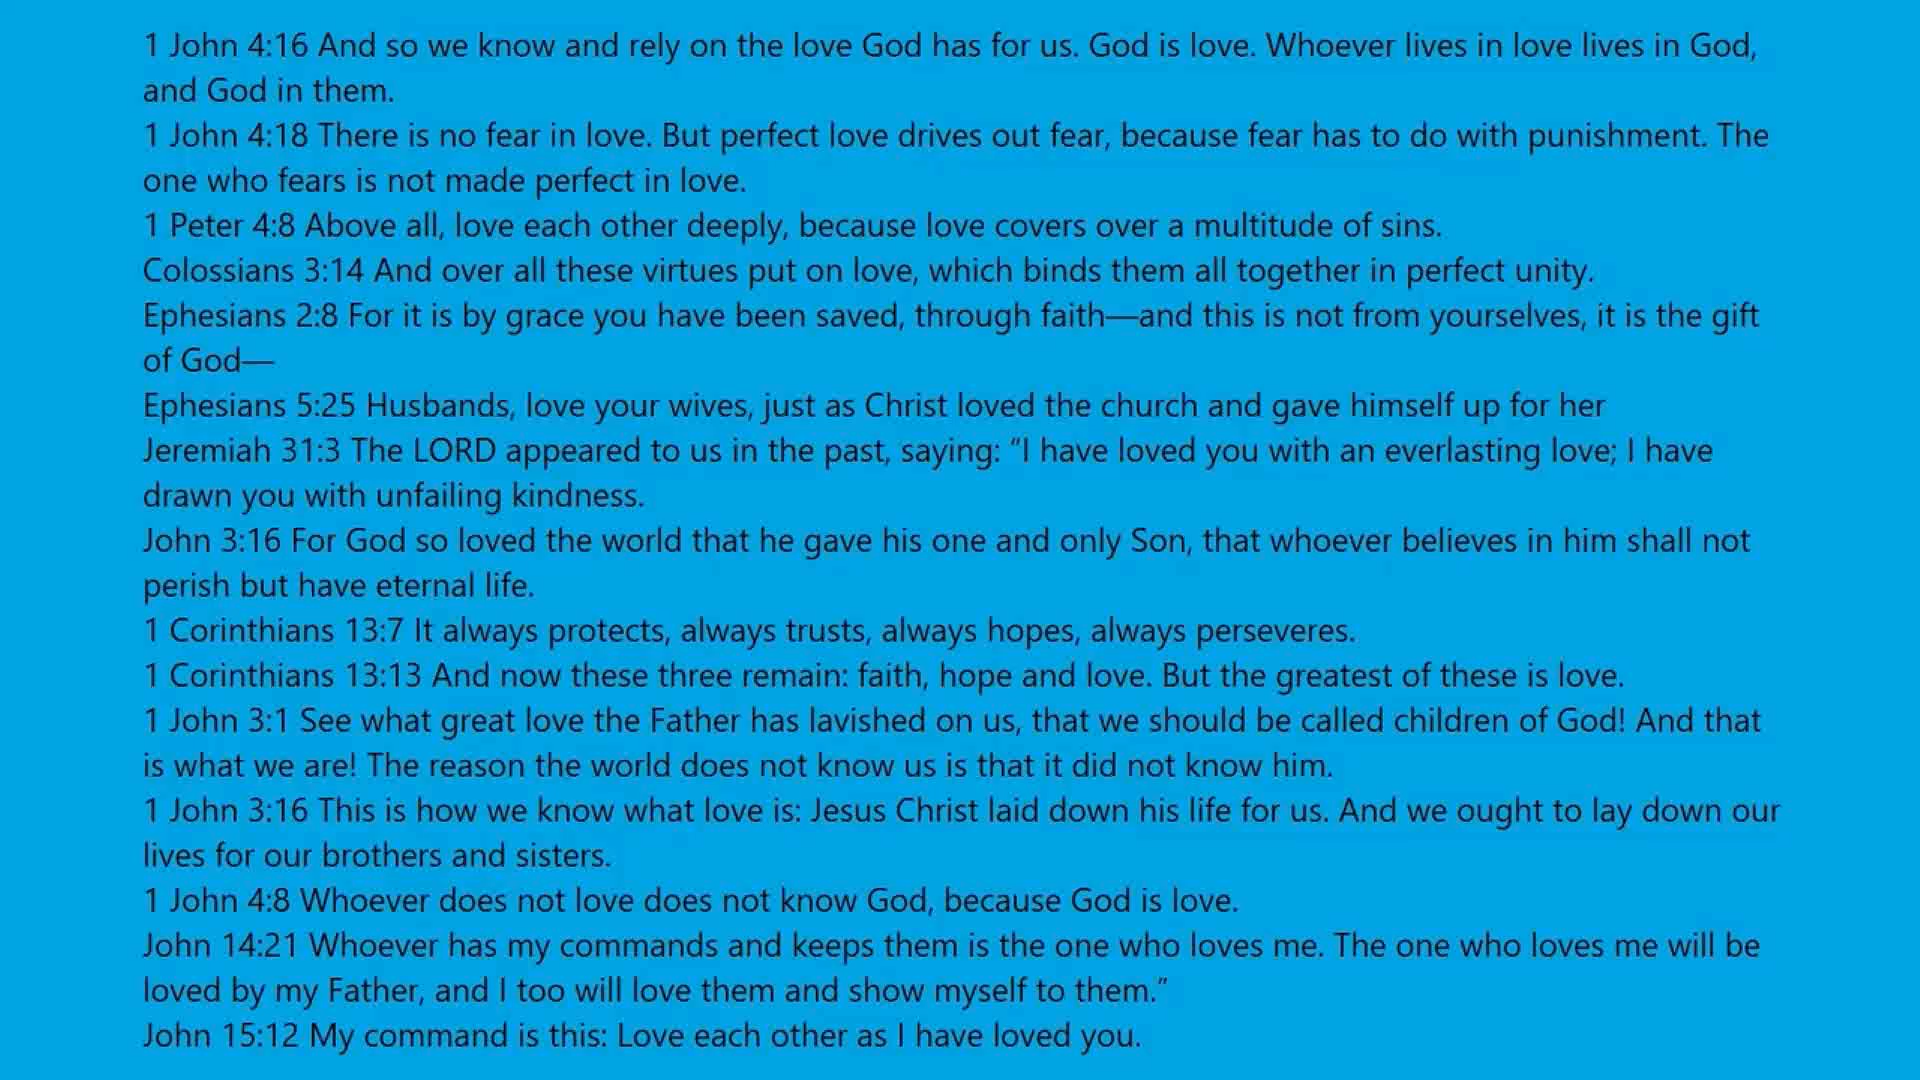 1 John 4:16 And so we know and rely on the love God has for us. God is love. Whoever lives in love lives in God,
and God in them.
1 John 4:18 There is no fear in love. But perfect love drives out fear, because fear has to do with punishment. The
one who fears is not made perfect in love.
1 Peter 4:8 Above all, love each other deeply, because love covers over a multitude of sins.
Colossians 3:14 And over all these virtues put on love, which binds them all together in perfect unity.
Ephesians 2:8 For it is by grace you have been saved, through faith—and this is not from yourselves, it is the gift
of God—
Ephesians 5:25 Husbands, love your wives, just as Christ loved the church and gave himself up for her
Jeremiah 31:3 The LORD appeared to us in the past, saying: “I have loved you with an everlasting love; I have
drawn you with unfailing kindness.
John 3:16 For God so loved the world that he gave his one and only Son, that whoever believes in him shall not
perish but have eternal life.
1 Corinthians 13:7 It always protects, always trusts, always hopes, always perseveres.
1 Corinthians 13:13 And now these three remain: faith, hope and love. But the greatest of these is love.
1 John 3:1 See what great love the Father has lavished on us, that we should be called children of God! And that
is what we are! The reason the world does not know us is that it did not know him.
1 John 3:16 This is how we know what love is: Jesus Christ laid down his life for us. And we ought to lay down our
lives for our brothers and sisters.
1 John 4:8 Whoever does not love does not know God, because God is love.
John 14:21 Whoever has my commands and keeps them is the one who loves me. The one who loves me will be
loved by my Father, and I too will love them and show myself to them.”
John 15:12 My command is this: Love each other as I have loved you.